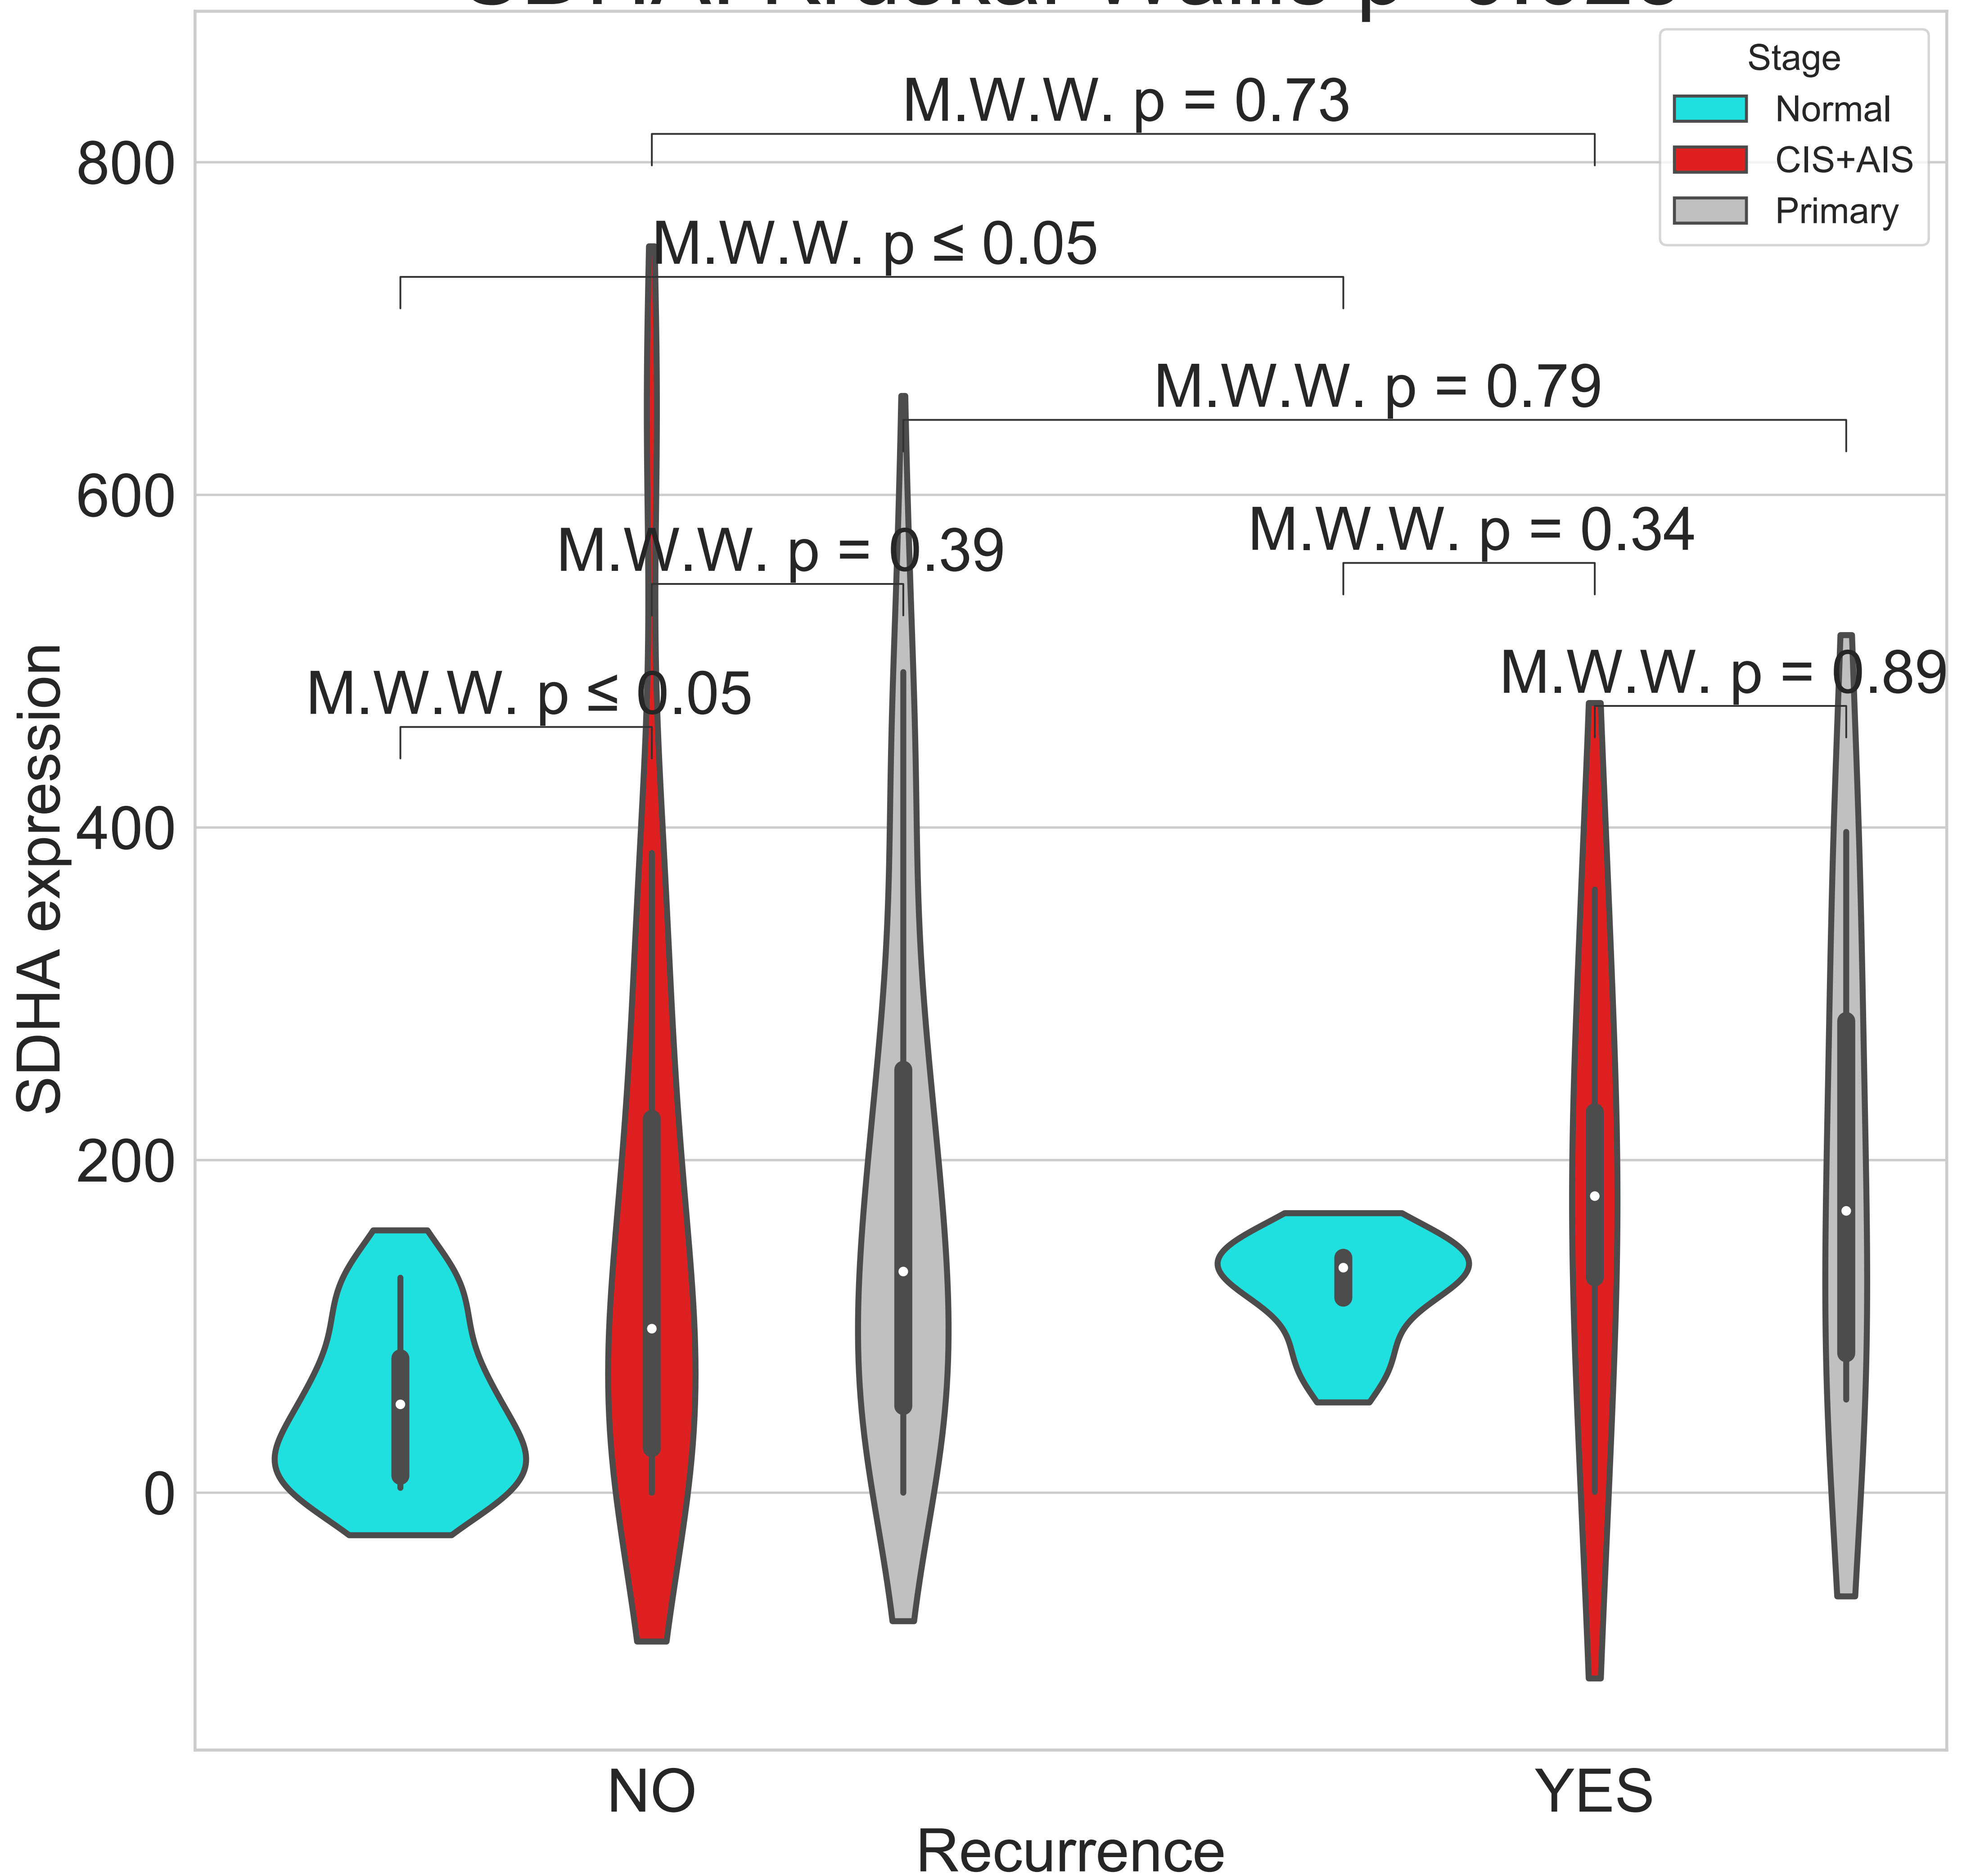 Stage
Normal
CIS+AIS
Primary
M.W.W. p = 0.73
M.W.W. p ≤ 0.05
M.W.W. p = 0.79
M.W.W. p = 0.34
M.W.W. p = 0.39
M.W.W. p = 0.89
M.W.W. p ≤ 0.05
800
600
400
200
0
SDHA expression
NO
YES
Recurrence